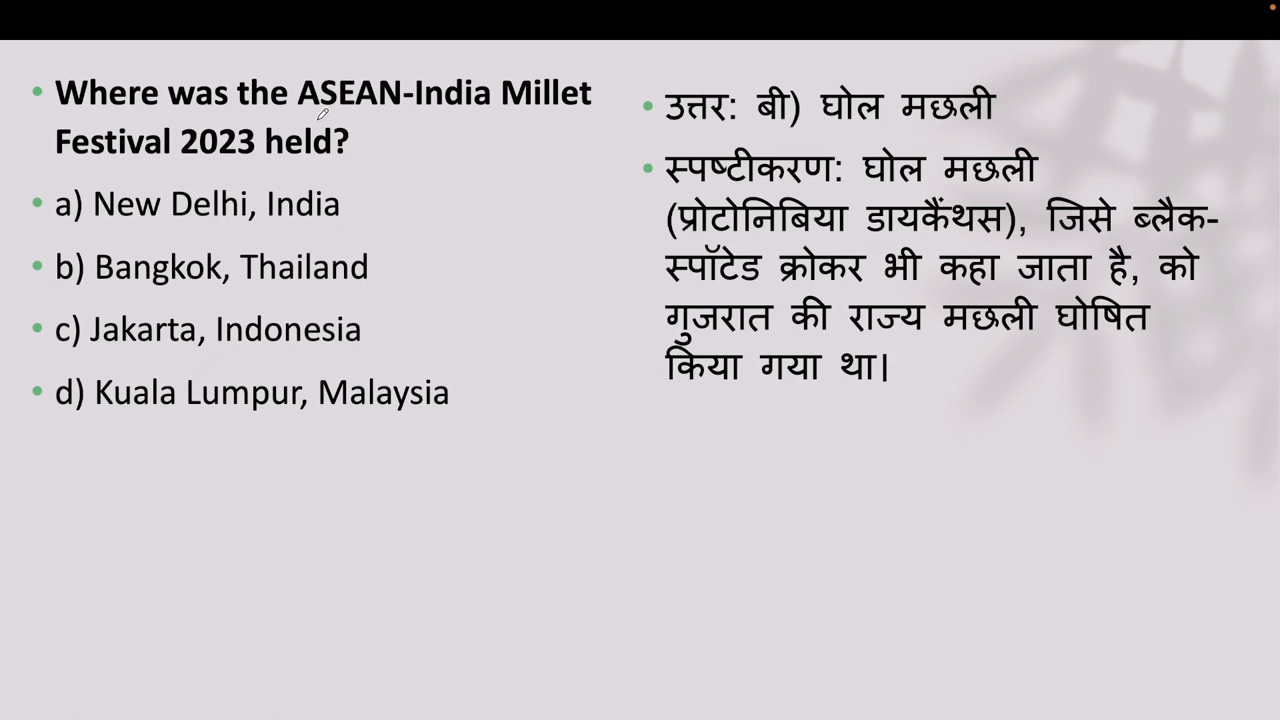 Where was the ASEAN-India Millet
Festival 2023 held?
a) New Delhi, India
b) Bangkok, Thailand
c) Jakarta, Indonesia
d) Kuala Lumpur, Malaysia
उत्तर: बी) घोल मछली
स्पष्टीकरण: घोल मछली
(प्रोटोनिबिया डायकैंथस), जिसे ब्लैक-
स्पॉटेड क्रोकर भी कहा जाता है, को
गुजरात की राज्य मछली घोषित
किया गया था।